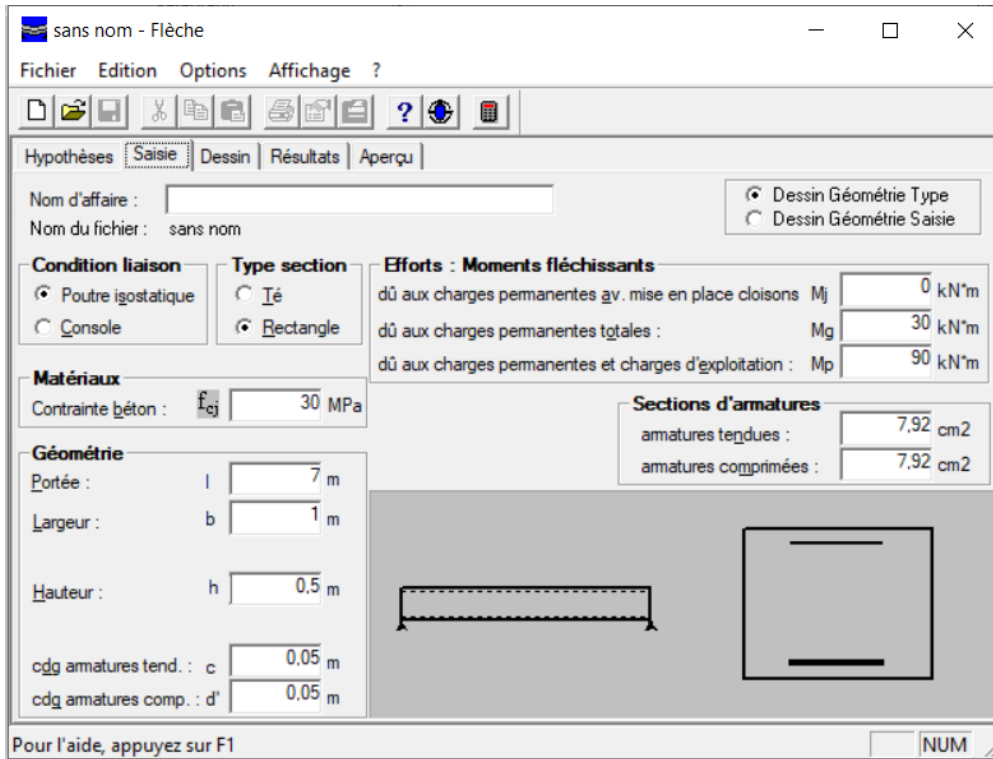 sans nom - Flèche
Fichier Edition Options Affichage ?
Hypothèses Saisie Dessin Résultats Aperçu
Nom d'affaire :
Nom du fichier : sans nom
Dessin Géométrie Type
Dessin Géométrie Saisie
Condition liaison
Poutre isostatique
Console
Type section
Té
Rectangle
Efforts : Moments fléchissants
dû aux charges permanentes av. mise en place cloisons Mj 0 kN*m
dû aux charges permanentes totales : Mg 30 kN*m
dû aux charges permanentes et charges d'exploitation : Mp 90 kN*m
Matériaux
Contrainte béton : fcj 30 MPa
Sections d'armatures
armatures tendues : 7,92 cm2
armatures comprimées : 7,92 cm2
Géométrie
Portée : l 7 m
Largeur : b 1 m
Hauteur : h 0,5 m
cdg armatures tend. : c 0,05 m
cdg armatures comp. : d' 0,05 m
Pour l'aide, appuyez sur F1
NUM